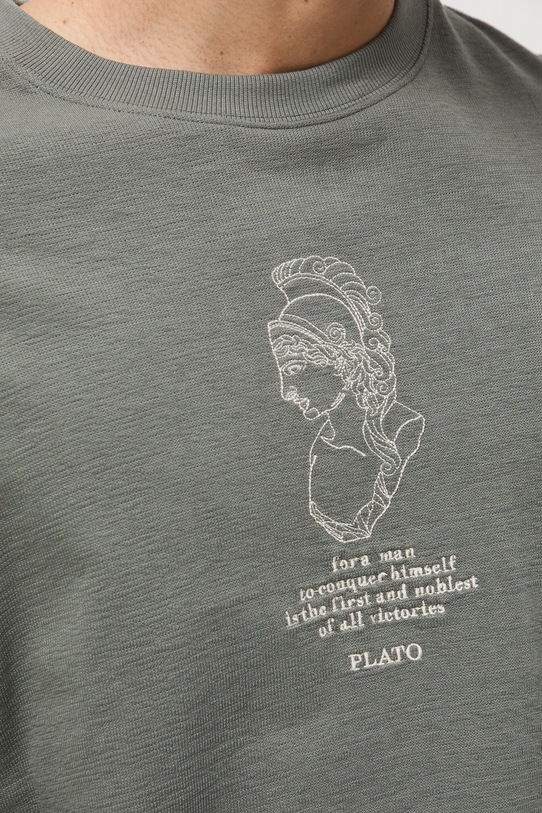 for a man
to conquer himself
is the first and noblest
of all victories
PLATO